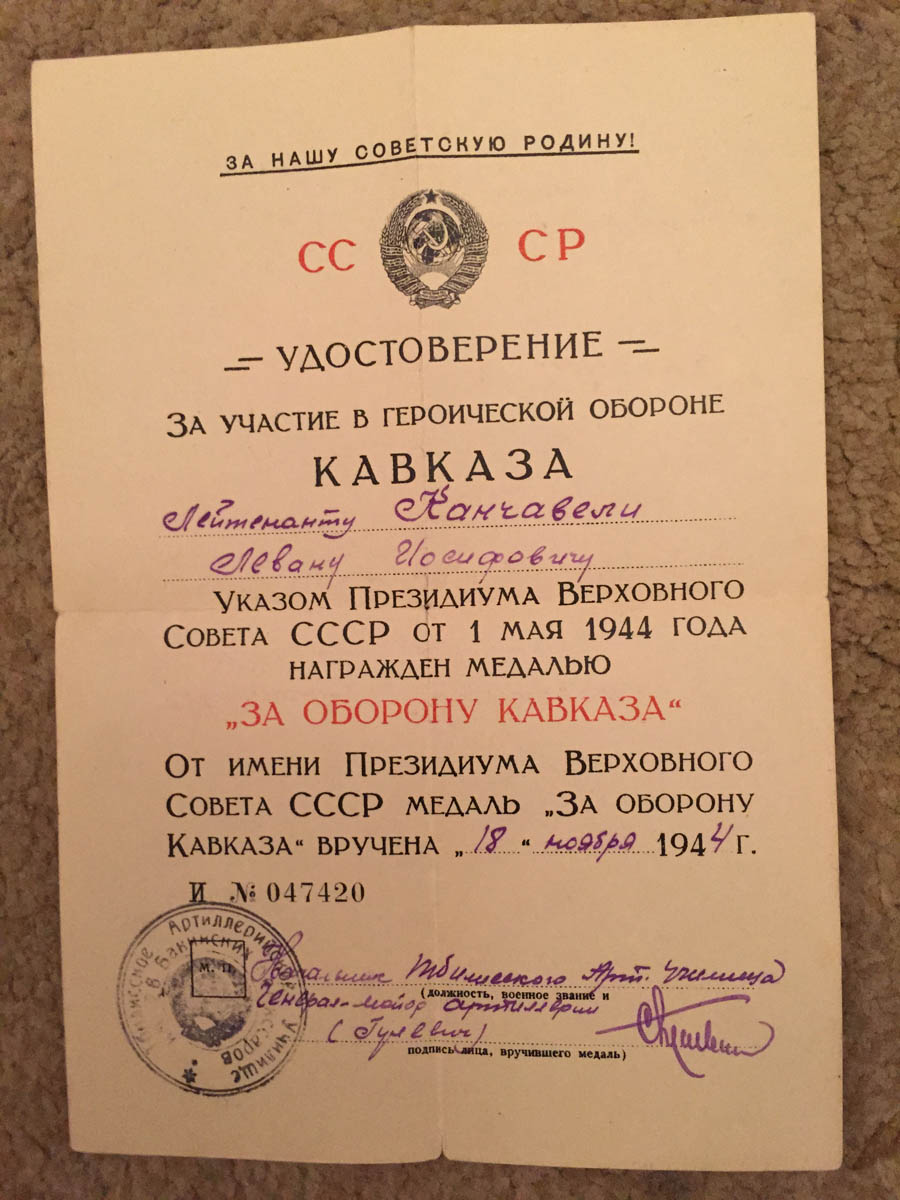 ЗА НАШУ СОВЕТСКУЮ РОДИНУ!
СС СР
УДОСТОВЕРЕНИЕ
ЗА УЧАСТИЕ В ГЕРОИЧЕСКОЙ ОБОРОНЕ
КАВКАЗА
Лейтенанту Канчавели
Левану Иосифовичу
УКАЗОМ ПРЕЗИДИУМА ВЕРХОВНОГО
СОВЕТА СССР ОТ 1 МАЯ 1944 ГОДА
НАГРАЖДЕН МЕДАЛЬЮ
„ЗА ОБОРОНУ КАВКАЗА“
ОТ ИМЕНИ ПРЕЗИДИУМА ВЕРХОВНОГО
СОВЕТА СССР МЕДАЛЬ „ЗА ОБОРОНУ
КАВКАЗА“ ВРУЧЕНА „18“ ноября 1944 Г.
И № 047420
Артиллерийское Училище
Бакинских
М. П.
Начальник Тбилисского Арт. Училища
(должность, военное звание и
Генерал-майор артиллерии
(Гулевич)
подпись лица, вручившего медаль)